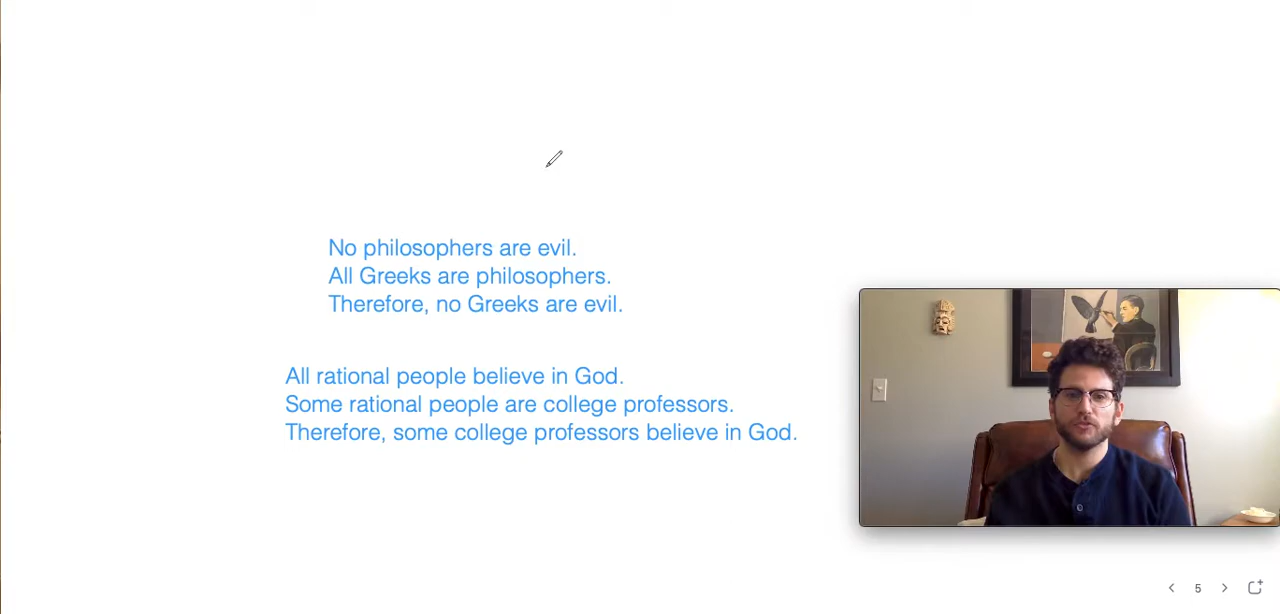 No philosophers are evil.
All Greeks are philosophers.
Therefore, no Greeks are evil.
All rational people believe in God.
Some rational people are college professors.
Therefore, some college professors believe in God.
5